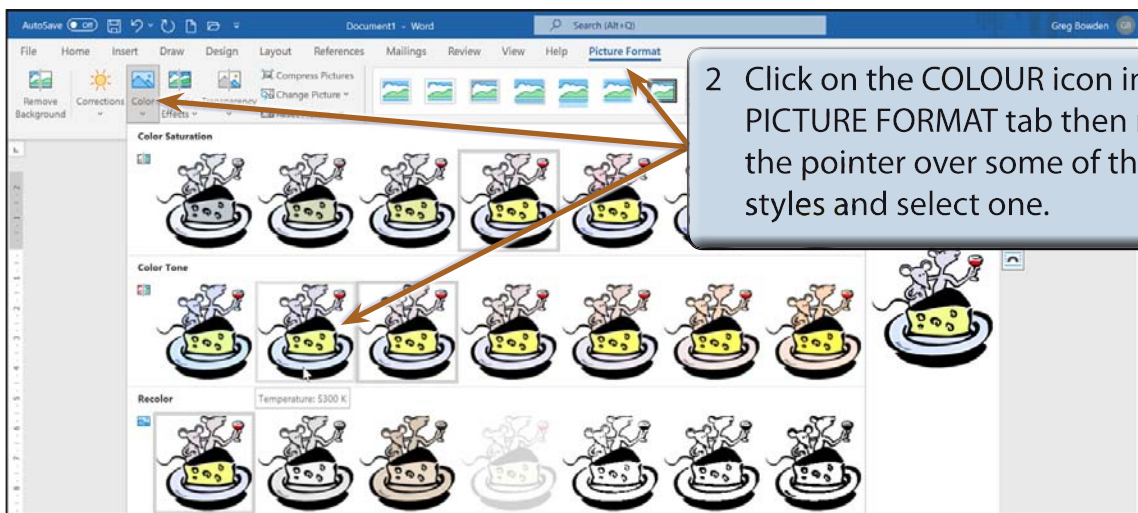 AutoSave Off Document1 - Word Search (Alt+Q) Greg Bowden GB
File Home Insert Draw Design Layout References Mailings Review View Help Picture Format
Remove Background
Corrections
Color
Effects
Compress Pictures
Change Picture
2 Click on the COLOUR icon in
PICTURE FORMAT tab then
the pointer over some of th
styles and select one.
Color Saturation
Color Tone
Temperature: 5300 K
Recolor